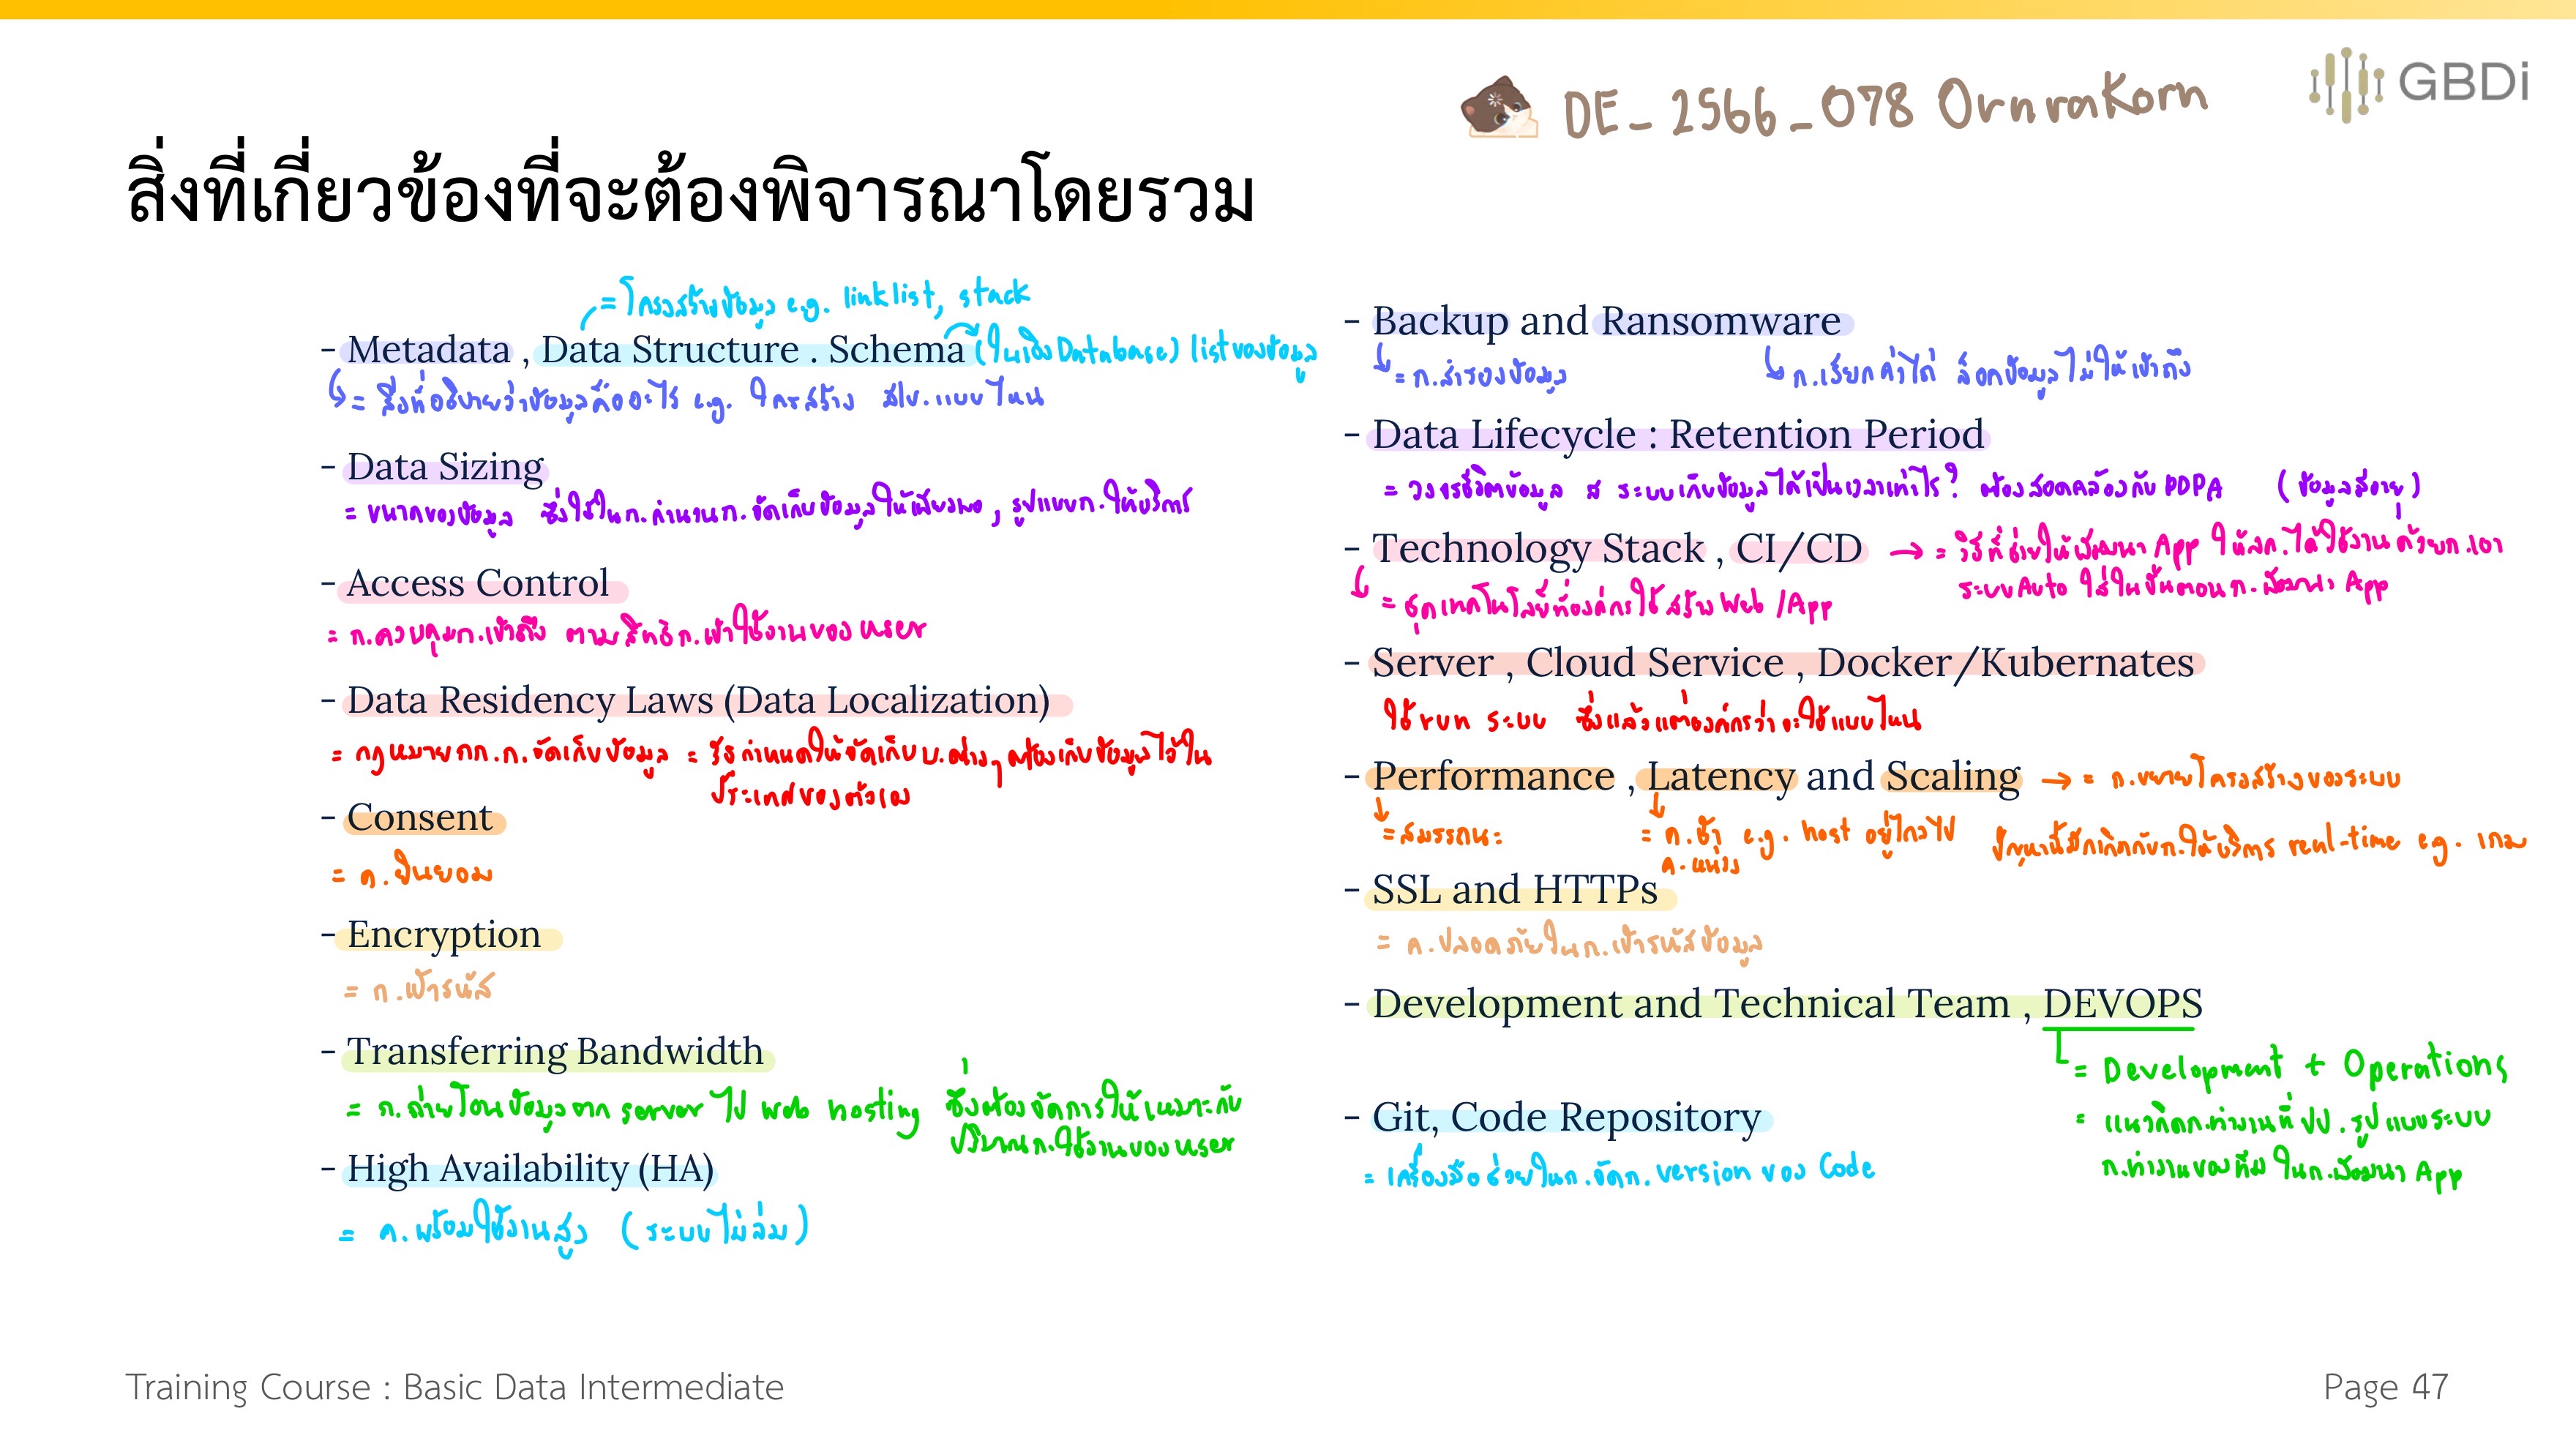 GBDi
DE_2566_078 Ornrakorn
สิ่งที่เกี่ยวข้องที่จะต้องพิจารณาโดยรวม
= โครงสร้างข้อมูล e.g. linklist, stack
- Metadata , Data Structure . Schema (ในเชิง Database) list ของข้อมูล
= สิ่งที่อธิบายว่าข้อมูลคืออะไร e.g. ใครสร้าง มีปข.แบบไหน
- Data Sizing
= ขนาดของข้อมูล ซึ่งใช้ในก.คำนวนก.จัดเก็บข้อมูลให้เพียงพอ , รูปแบบก.ให้บริการ
- Access Control
= ก.ควบคุมก.เข้าถึง ตามสิทธิก.เข้าใช้งานของ user
- Data Residency Laws (Data Localization)
= กฎหมาย กก.ก.จัดเก็บข้อมูล = รัฐกำหนดให้จัดเก็บ บ.ต่างๆ ต้องเก็บข้อมูลไว้ใน
ประเทศของตัวเอง
- Consent
= ค.ยินยอม
- Encryption
= ก.เข้ารหัส
- Transferring Bandwidth
= ก.ถ่ายโอนข้อมูลจาก server ไป web hosting ซึ่งต้องจัดการให้เหมาะกับ
ปริมาณก.ใช้งานของ user
- High Availability (HA)
= ค.พร้อมใช้งานสูง (ระบบไม่ล่ม)
- Backup and Ransomware
= ก.สำรองข้อมูล
ก.เรียกค่าไถ่ ล็อคข้อมูลไม่ให้เข้าถึง
- Data Lifecycle : Retention Period
= วงจรชีวิตข้อมูล ส ระบบเก็บข้อมูลได้เป็นเวลาเท่าไร? ต้องสอดคล้องกับ PDPA (ข้อมูลมีอายุ)
- Technology Stack , CI/CD → = วิธีที่ช่วยให้พัฒนา App ให้ลก.ได้ใช้งาน ด้วยก.เอา
ระบบ Auto ใส่ในขั้นตอนก.พัฒนา App
= ชุดเทคโนโลยีที่องค์กรใช้สร้าง Web /App
- Server , Cloud Service , Docker/Kubernates
ใช้ run ระบบ ซึ่งแล้วแต่องค์กรว่าจะใช้แบบไหน
- Performance , Latency and Scaling → = ก.ขยายโครงสร้างของระบบ
= สมรรถนะ
= ค.ช้า e.g. host อยู่ไกลไป ปัญหานี้มักเกิดกับก.ให้บริการ real-time e.g. เกม
ค.หน่วง
- SSL and HTTPs
= ค.ปลอดภัยในก.เข้ารหัสข้อมูล
- Development and Technical Team , DEVOPS
= Development + Operations
= แนวคิดก.ทำงานที่ ปป.รูปแบบระบบ
ก.ทำงานของทีม ในก.พัฒนา App
- Git, Code Repository
= เครื่องมือช่วยในก.จัดก. version ของ Code
Training Course : Basic Data Intermediate
Page 47